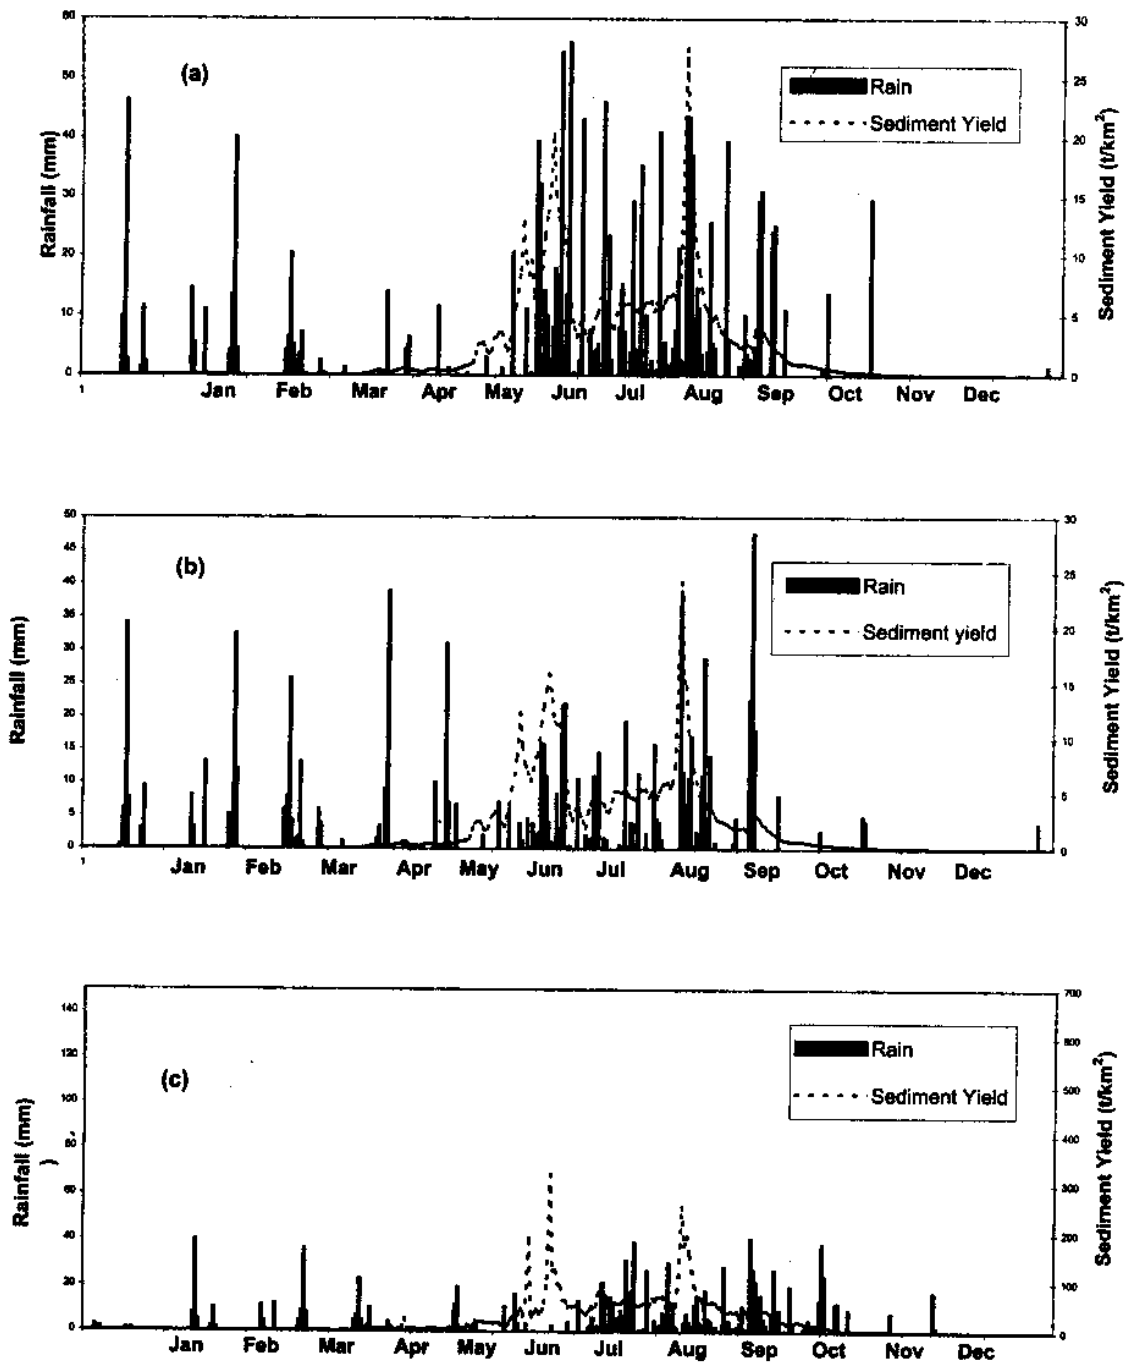 (a)
Rain
Sediment Yield
Rainfall (mm)
60
50
40
30
20
10
0
Sediment Yield (t/km²)
30
25
20
15
10
5
0
1
Jan Feb Mar Apr May Jun Jul Aug Sep Oct Nov Dec
(b)
Rain
Sediment yield
Rainfall (mm)
50
45
40
35
30
25
20
15
10
5
0
Sediment Yield (t/km²)
30
25
20
15
10
5
0
1
Jan Feb Mar Apr May Jun Jul Aug Sep Oct Nov Dec
(c)
Rain
Sediment Yield
Rainfall (mm)
)
140
120
100
80
60
40
20
0
Sediment Yield (t/km²)
700
600
500
400
300
200
100
0
Jan Feb Mar Apr May Jun Jul Aug Sep Oct Nov Dec